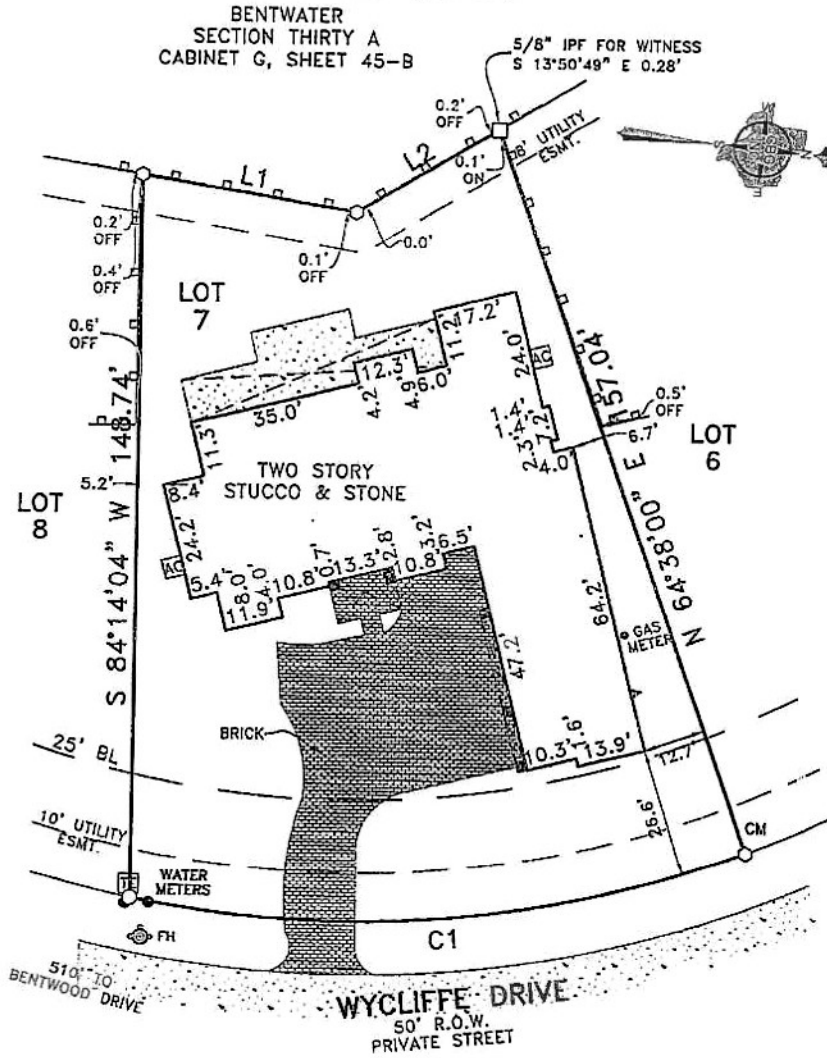 BENTWATER
SECTION THIRTY A
CABINET G, SHEET 45-B
5/8" IPF FOR WITNESS
S 13°50'49" E 0.28'
0.2'
OFF
L1
L2
0.1'
ON
8' UTILITY
ESMT.
S
N
E
0.2'
OFF
0.4'
OFF
0.6'
OFF
0.1'
OFF
0.0'
LOT
7
17.2'
11.2'
24.0'
AC
12.3'
4.2'
4.9'
6.0'
35.0'
11.3'
1.4'
1.4'
7.2'
2.3'
4.0'
0.5'
OFF
6.7'
LOT
6
N 64°38'00" E 157.04'
S 84°14'04" W 148.74'
5.2'
LOT
8
TWO STORY
STUCCO & STONE
8.4'
24.2'
AC
5.4'
8.0'
11.9'
4.0'
10.8'
0.7'
13.3'
2.8'
10.8'
3.2'
6.5'
64.2'
GAS
METER
47.2'
BRICK
25' BL
10.3'
1.6'
13.9'
12.7'
26.6'
10' UTILITY
ESMT.
CM
TE
WATER
METERS
FH
C1
510' TO
BENTWOOD DRIVE
WYCLIFFE DRIVE
50' R.O.W.
PRIVATE STREET